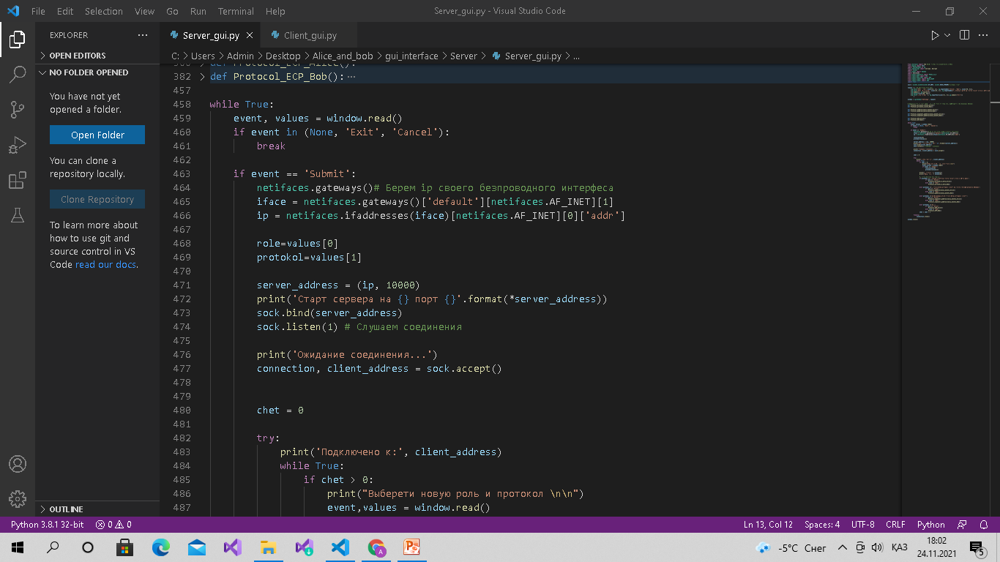 File Edit Selection View Go Run Terminal Help
Server_gui.py - Visual Studio Code
EXPLORER
OPEN EDITORS
NO FOLDER OPENED
You have not yet
opened a folder.
Open Folder
You can clone a
repository locally.
Clone Repository
To learn more about
how to use git and
source control in VS
Code read our docs.
OUTLINE
Server_gui.py
Client_gui.py
C: > Users > Admin > Desktop > Alice_and_bob > gui_interface > Server > Server_gui.py > ...
382 > def Protocol_ECP_Bob(): ...
457
458 while True:
459 event, values = window.read()
460 if event in (None, 'Exit', 'Cancel'):
461 break
462
463 if event == 'Submit':
464 netifaces.gateways()# Берем ip своего безпроводного интерфеса
465 iface = netifaces.gateways()['default'][netifaces.AF_INET][1]
466 ip = netifaces.ifaddresses(iface)[netifaces.AF_INET][0]['addr']
467
468 role=values[0]
469 protokol=values[1]
470
471 server_address = (ip, 10000)
472 print('Старт сервера на {} порт {}'.format(*server_address))
473 sock.bind(server_address)
474 sock.listen(1) # Слушаем соединения
475
476 print('Ожидание соединения...')
477 connection, client_address = sock.accept()
478
479
480 chet = 0
481
482 try:
483 print('Подключено к:', client_address)
484 while True:
485 if chet > 0:
486 print("Выберети новую роль и протокол \n\n")
487 event,values = window.read()
Python 3.8.1 32-bit 0 0
Ln 13, Col 12 Spaces: 4 UTF-8 CRLF Python
-5°C Снег ҚАЗ 18:02
24.11.2021
5